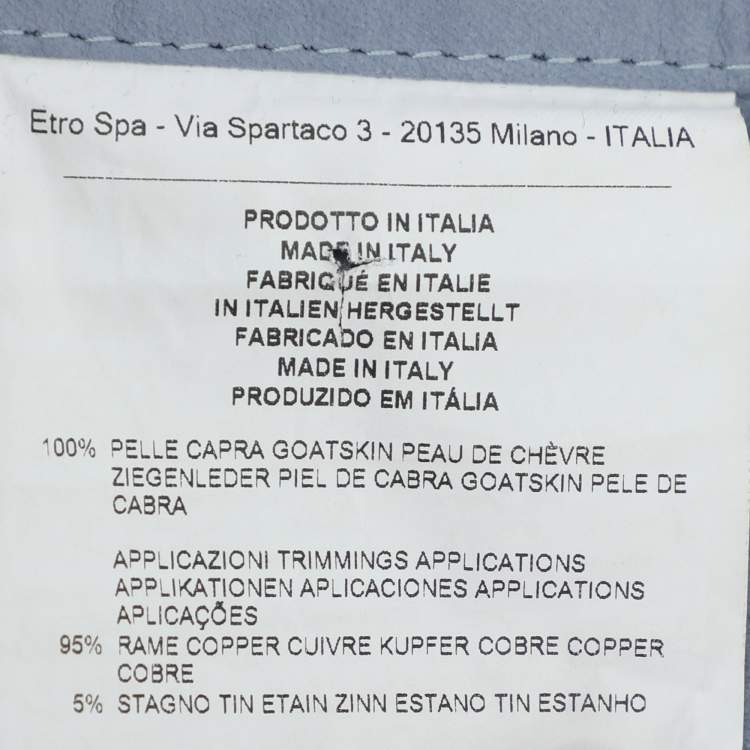 Etro Spa - Via Spartaco 3 - 20135 Milano - ITALIA
PRODOTTO IN ITALIA
MADE IN ITALY
FABRIQUÉ EN ITALIE
IN ITALIEN HERGESTELLT
FABRICADO EN ITALIA
MADE IN ITALY
PRODUZIDO EM ITÁLIA
100% PELLE CAPRA GOATSKIN PEAU DE CHÈVRE
ZIEGENLEDER PIEL DE CABRA GOATSKIN PELE DE
CABRA
APPLICAZIONI TRIMMINGS APPLICATIONS
APPLIKATIONEN APLICACIONES APPLICATIONS
APLICAÇÕES
95% RAME COPPER CUIVRE KUPFER COBRE COPPER
COBRE
5% STAGNO TIN ETAIN ZINN ESTANO TIN ESTANHO